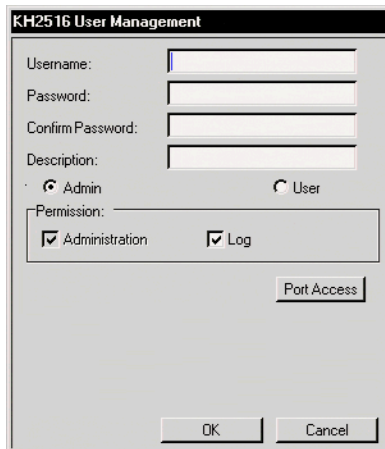 KH2516 User Management
Username:
Password:
Confirm Password:
Description:
Admin User
Permission:
Administration Log
Port Access
OK Cancel